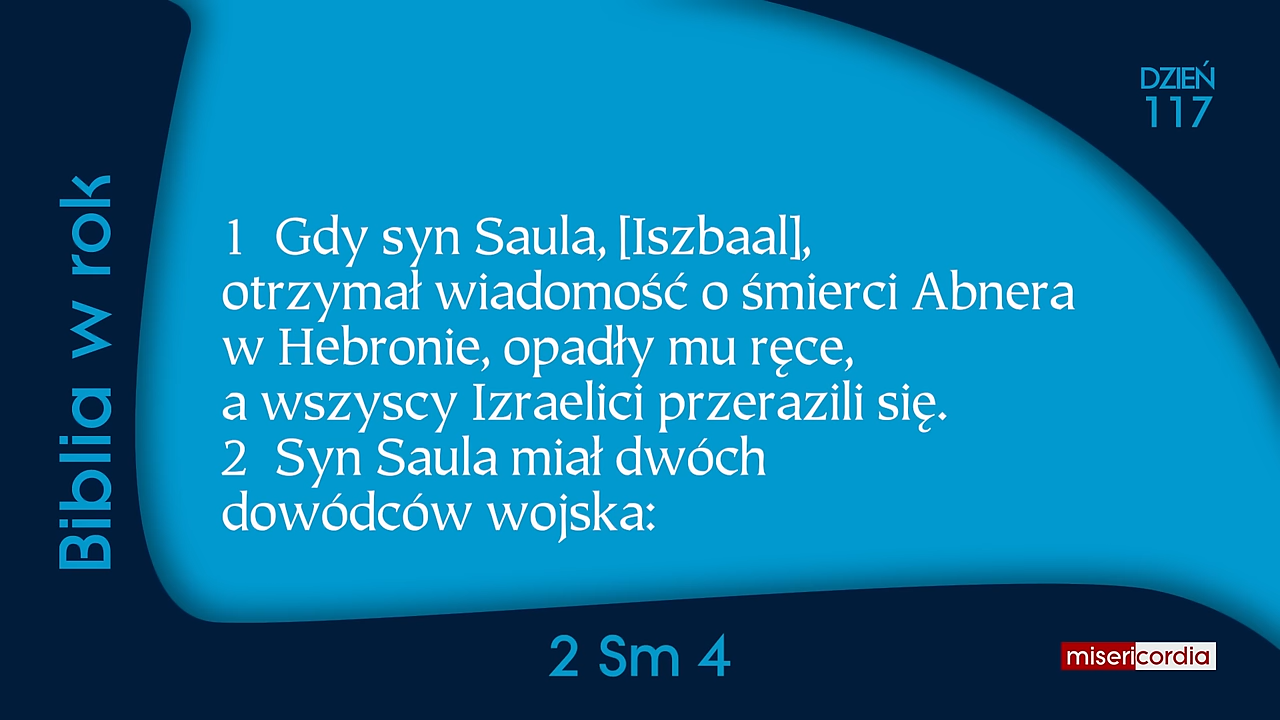 DZIEŃ
117
Biblia w rok
1 Gdy syn Saula, [Iszbaal],
otrzymał wiadomość o śmierci Abnera
w Hebronie, opadły mu ręce,
a wszyscy Izraelici przerazili się.
2 Syn Saula miał dwóch
dowódców wojska:
2 Sm 4
misericordia